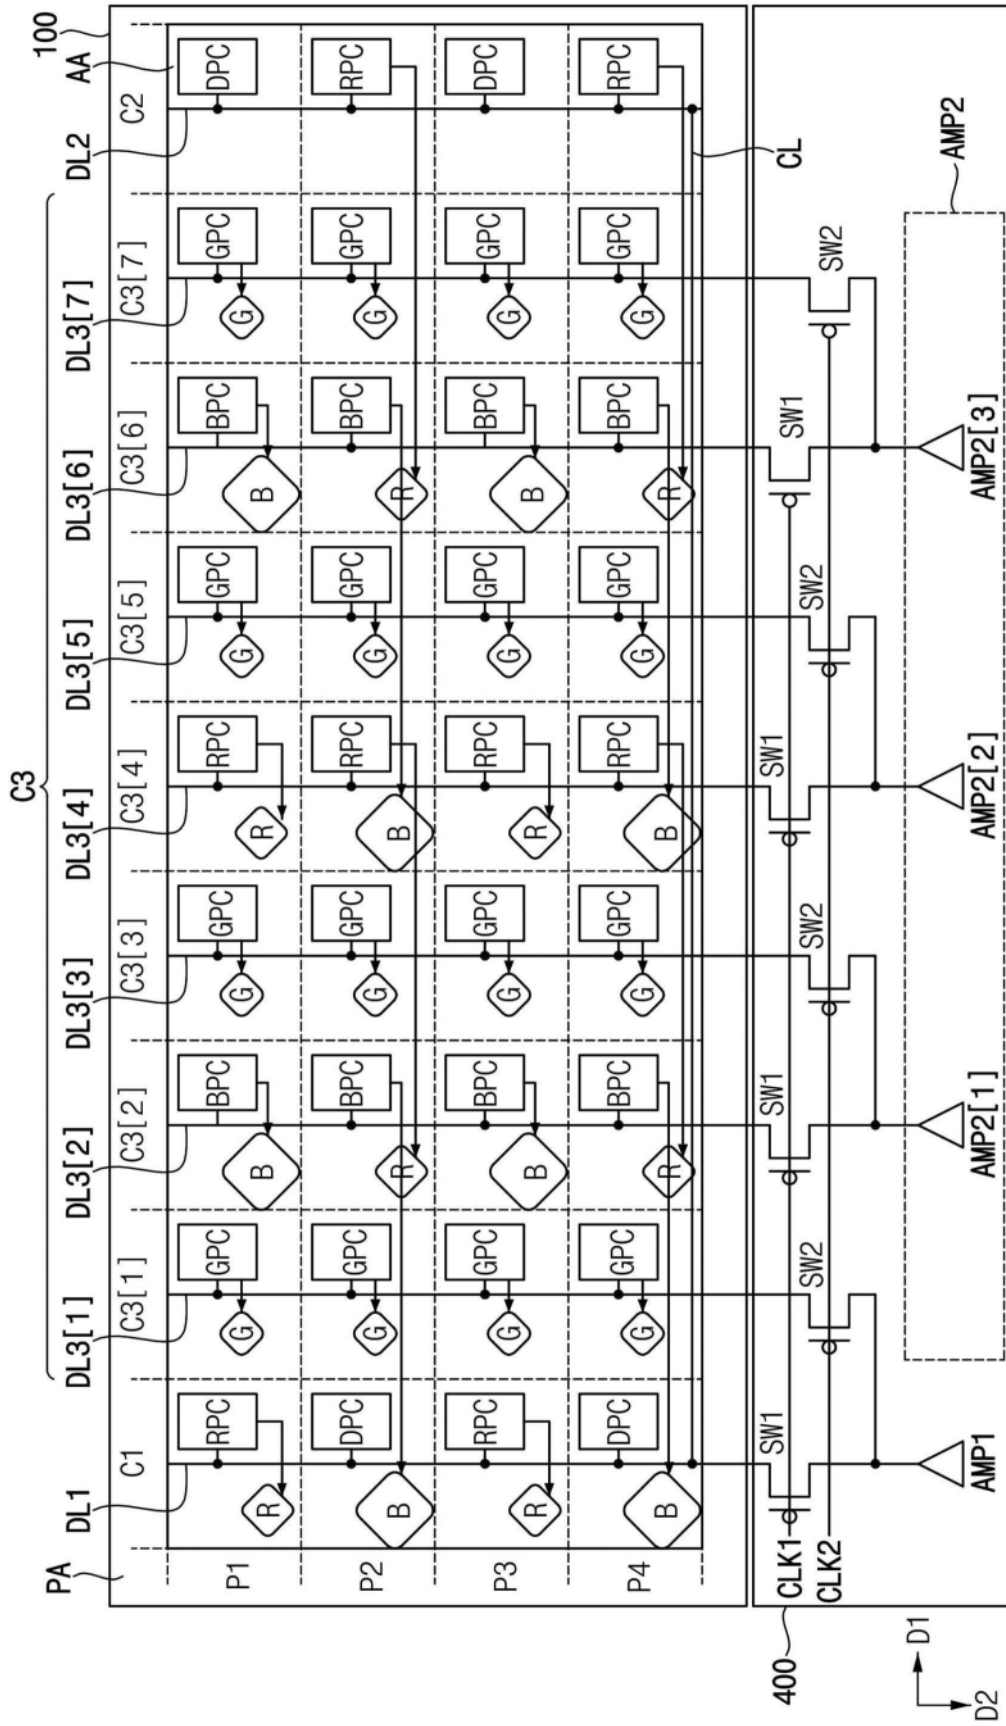 C3
100
PA DL1 DL3[1] DL3[2] DL3[3] DL3[4] DL3[5] DL3[6] DL3[7] DL2 AA
C1 C3[1] C3[2] C3[3] C3[4] C3[5] C3[6] C3[7] C2
RPC GPC BPC GPC RPC GPC BPC GPC DPC
P1 R G B G R G B G
DPC GPC BPC GPC RPC GPC BPC GPC RPC
P2 B G R G B G R G
RPC GPC BPC GPC RPC GPC BPC GPC DPC
P3 R G B G R G B G
DPC GPC BPC GPC RPC GPC BPC GPC RPC
P4 B G R G B G R G
CL
SW1 SW1 SW1 SW1
400 CLK1
SW2 SW2 SW2 SW2
CLK2
AMP2
AMP1 AMP2[1] AMP2[2] AMP2[3]
D1
D2